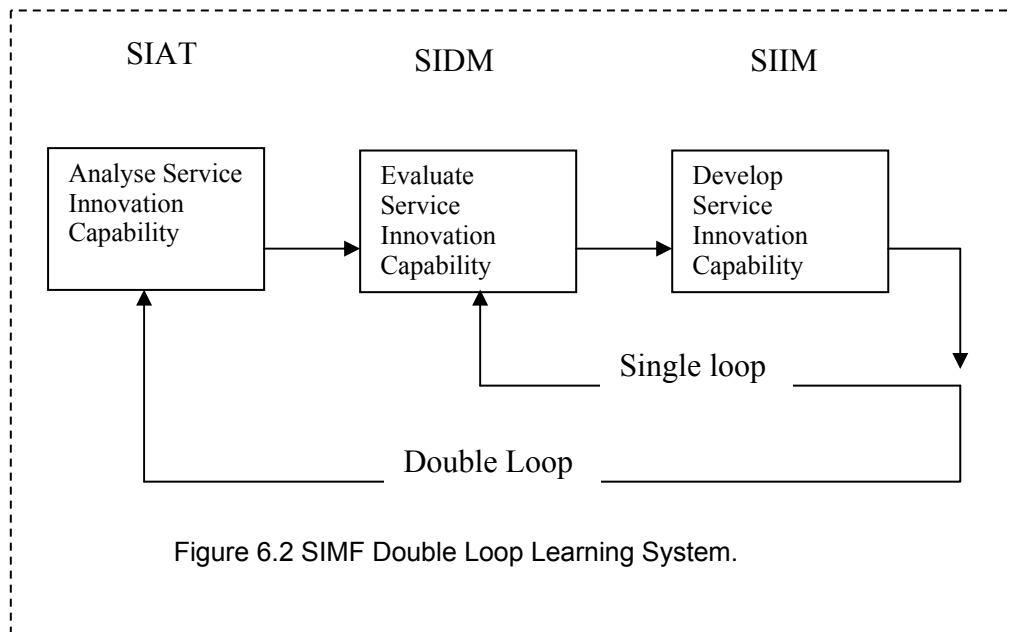 SIAT SIDM SIIM
Analyse Service
Innovation
Capability
Evaluate
Service
Innovation
Capability
Develop
Service
Innovation
Capability
Single loop
Double Loop
Figure 6.2 SIMF Double Loop Learning System.